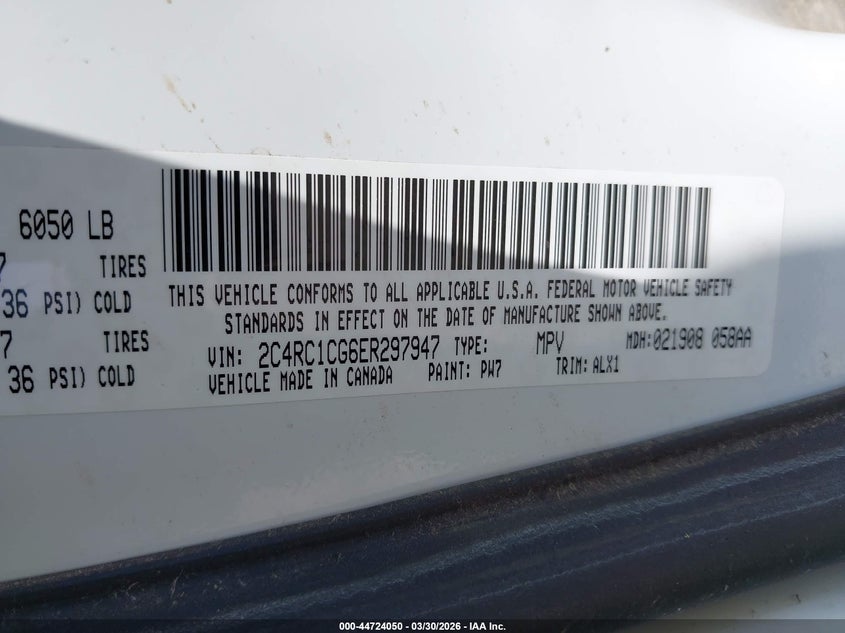 6050 LB
7 TIRES
36 PSI) COLD
7 TIRES
36 PSI) COLD
THIS VEHICLE CONFORMS TO ALL APPLICABLE U.S.A. FEDERAL MOTOR VEHICLE SAFETY
STANDARDS IN EFFECT ON THE DATE OF MANUFACTURE SHOWN ABOVE.
VIN: 2C4RC1CG6ER297947 TYPE: MPV MDH:021908 058AA
VEHICLE MADE IN CANADA PAINT: PW7 TRIM: ALX1
000-44724050 | 03/30/2026 - IAA Inc.